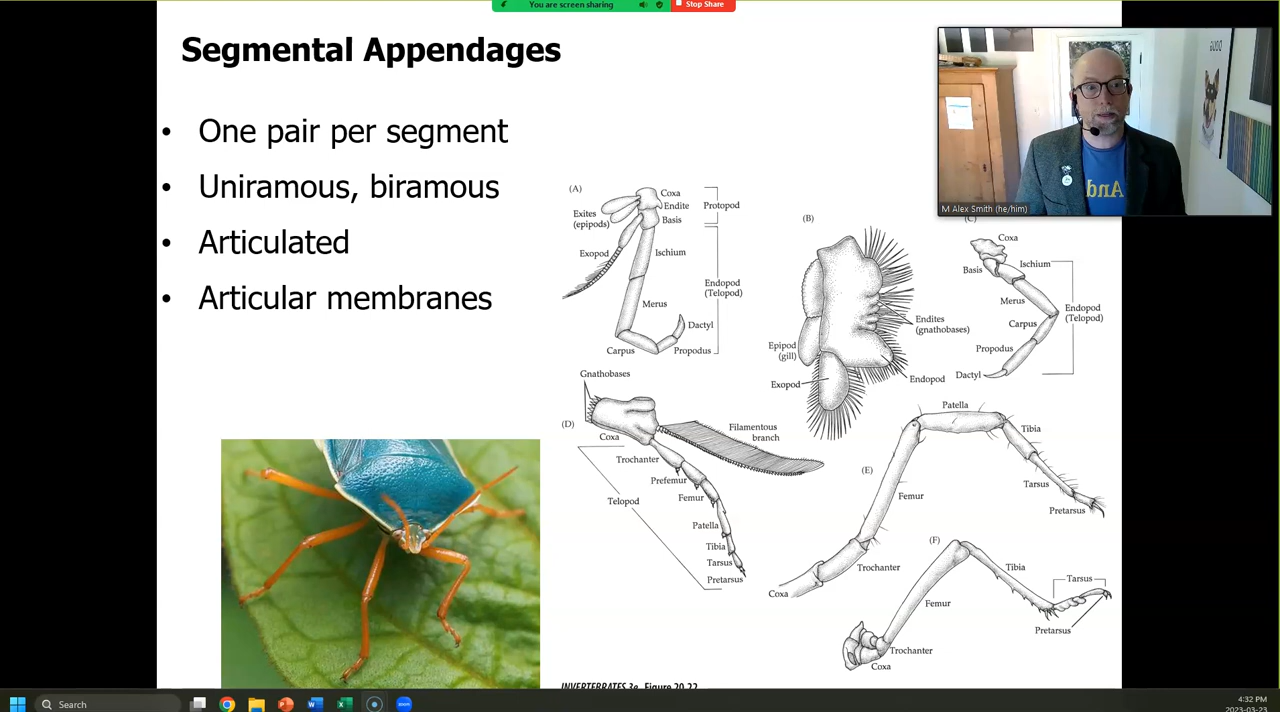 You are screen sharing
Stop Share
Segmental Appendages
• One pair per segment
• Uniramous, biramous
• Articulated
• Articular membranes
M Alex Smith (he/him)
And
(A)
Coxa
Endite
Basis
Protopod
Exites
(epipods)
Exopod
Ischium
Endopod
(Telopod)
Merus
Dactyl
Carpus
Propodus
(B)
Endites
(gnathobases)
Epipod
(gill)
Exopod
Endopod
(C)
Coxa
Basis
Ischium
Merus
Endopod
(Telopod)
Carpus
Propodus
Dactyl
Gnathobases
(D)
Coxa
Filamentous
branch
Trochanter
Prefemur
Femur
Telopod
Patella
Tibia
Tarsus
Pretarsus
Patella
Tibia
(E)
Femur
Tarsus
Pretarsus
Trochanter
Coxa
(F)
Tibia
Tarsus
Femur
Pretarsus
Trochanter
Coxa
INVERTEBRATES 3e, Figure 20.22
Search
zoom
4:32 PM
2023-03-23